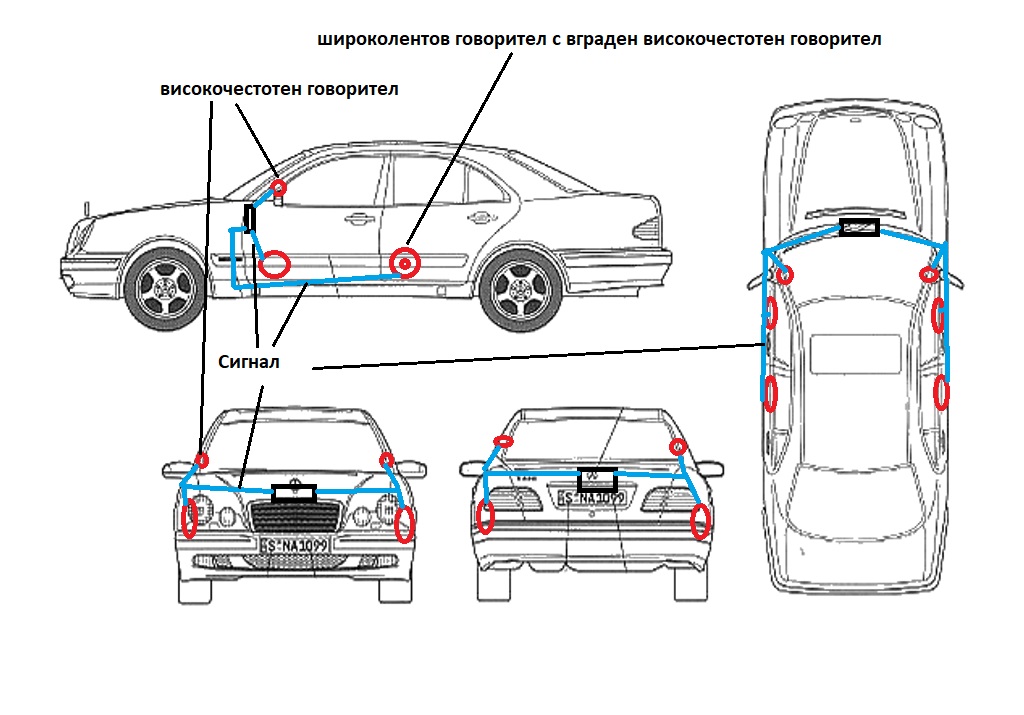 широколентов говорител с вграден високочестотен говорител
високочестотен говорител
Сигнал
S·NA1099
S·NA1099